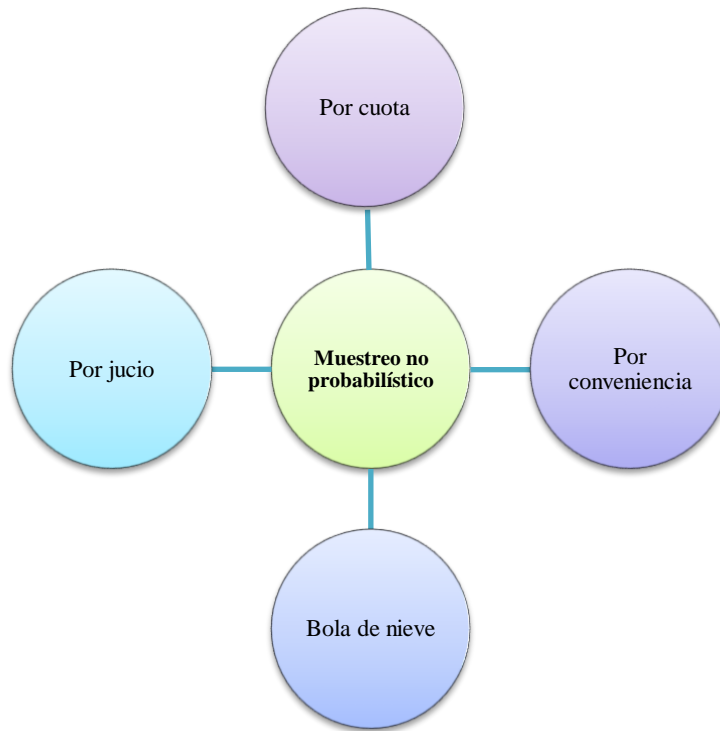 Por cuota
Por jucio
Muestreo no
probabilístico
Por
conveniencia
Bola de nieve